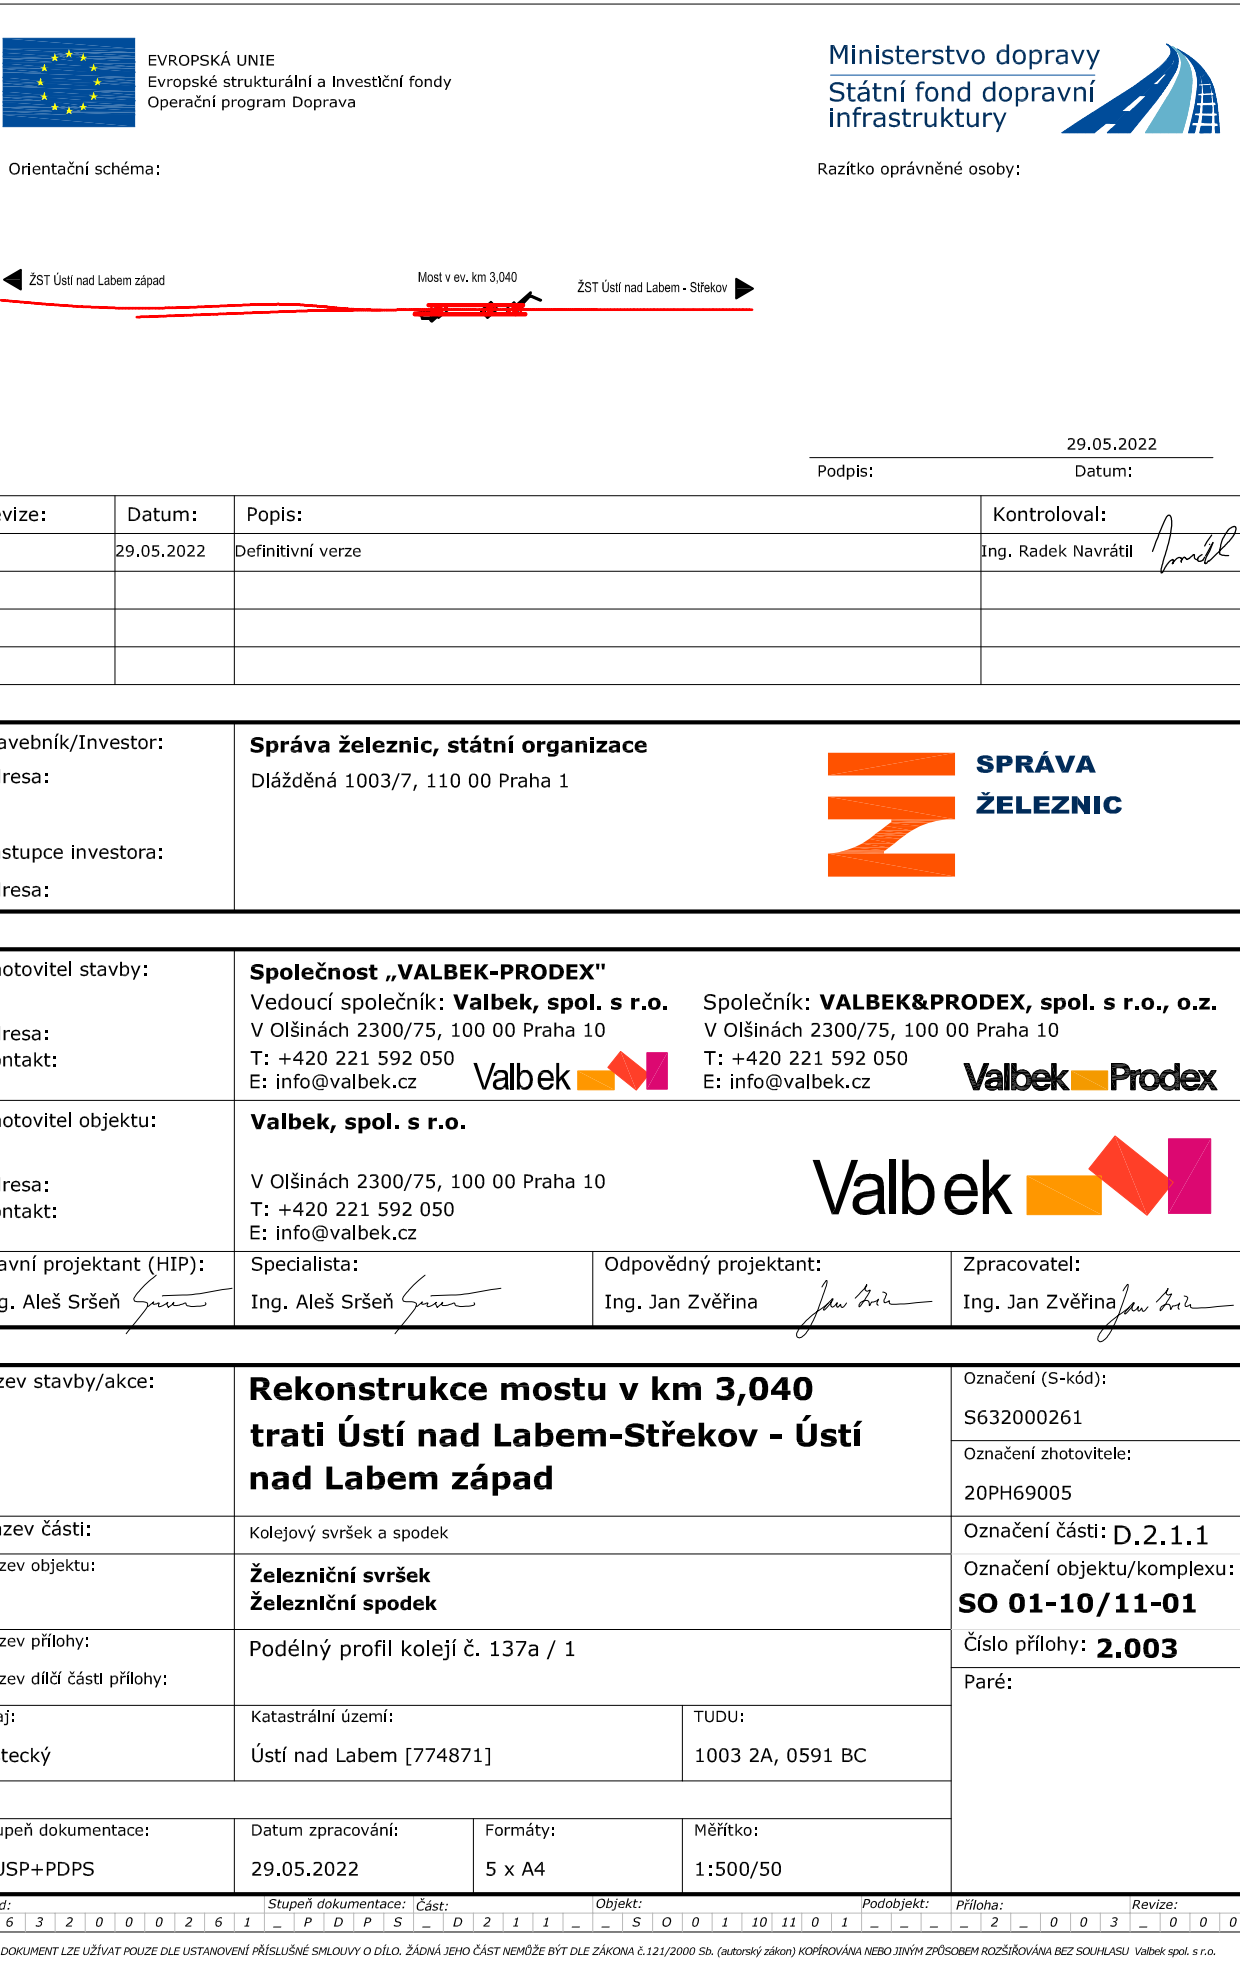 EVROPSKÁ UNIE
Evropské strukturální a Investiční fondy
Operační program Doprava
Ministerstvo dopravy
Státní fond dopravní
infrastruktury
Orientační schéma:
Razítko oprávněné osoby:
ŽST Ústí nad Labem západ
Most v ev. km 3,040
ŽST Ústí nad Labem - Střekov
29.05.2022
Podpis: Datum:
evize: Datum: Popis: Kontroloval:
29.05.2022 Definitivní verze Ing. Radek Navrátil
avebník/Investor: Správa železnic, státní organizace
resa: Dlážděná 1003/7, 110 00 Praha 1
SPRÁVA
ŽELEZNIC
stupce investora:
resa:
otovitel stavby: Společnost „VALBEK-PRODEX"
Vedoucí společník: Valbek, spol. s r.o. Společník: VALBEK&PRODEX, spol. s r.o., o.z.
resa: V Olšinách 2300/75, 100 00 Praha 10 V Olšinách 2300/75, 100 00 Praha 10
ontakt: T: +420 221 592 050 T: +420 221 592 050
E: info@valbek.cz E: info@valbek.cz
Valbek Valbek Prodex
otovitel objektu: Valbek, spol. s r.o.
Valbek
resa: V Olšinách 2300/75, 100 00 Praha 10
ontakt: T: +420 221 592 050
E: info@valbek.cz
avní projektant (HIP): Specialista: Odpovědný projektant: Zpracovatel:
g. Aleš Sršeň Ing. Aleš Sršeň Ing. Jan Zvěřina Ing. Jan Zvěřina
zev stavby/akce: Rekonstrukce mostu v km 3,040
trati Ústí nad Labem-Střekov - Ústí
nad Labem západ
Označení (S-kód):
S632000261
Označení zhotovitele:
20PH69005
zev části: Kolejový svršek a spodek Označení části: D.2.1.1
zev objektu: Železniční svršek
Železniční spodek
Označení objektu/komplexu:
SO 01-10/11-01
zev přílohy: Podélný profil kolejí č. 137a / 1 Číslo přílohy: 2.003
zev dílčí části přílohy: Paré:
aj: Katastrální území: TUDU:
tecký Ústí nad Labem [774871] 1003 2A, 0591 BC
upeň dokumentace: Datum zpracování: Formáty: Měřítko:
USP+PDPS 29.05.2022 5 x A4 1:500/50
d: Stupeň dokumentace: Část: Objekt: Podobjekt: Příloha: Revize:
6 3 2 0 0 0 2 6 1 _ P D P S _ D 2 1 1 _ _ S O 0 1 10 11 0 1 _ _ _ _ 2 _ 0 0 3 _ 0 0 0
DOKUMENT LZE UŽÍVAT POUZE DLE USTANOVENÍ PŘÍSLUŠNÉ SMLOUVY O DÍLO. ŽÁDNÁ JEHO ČÁST NEMŮŽE BÝT DLE ZÁKONA č.121/2000 Sb. (autorský zákon) KOPÍROVÁNA NEBO JINÝM ZPŮSOBEM ROZŠIŘOVÁNA BEZ SOUHLASU Valbek spol. s r.o.